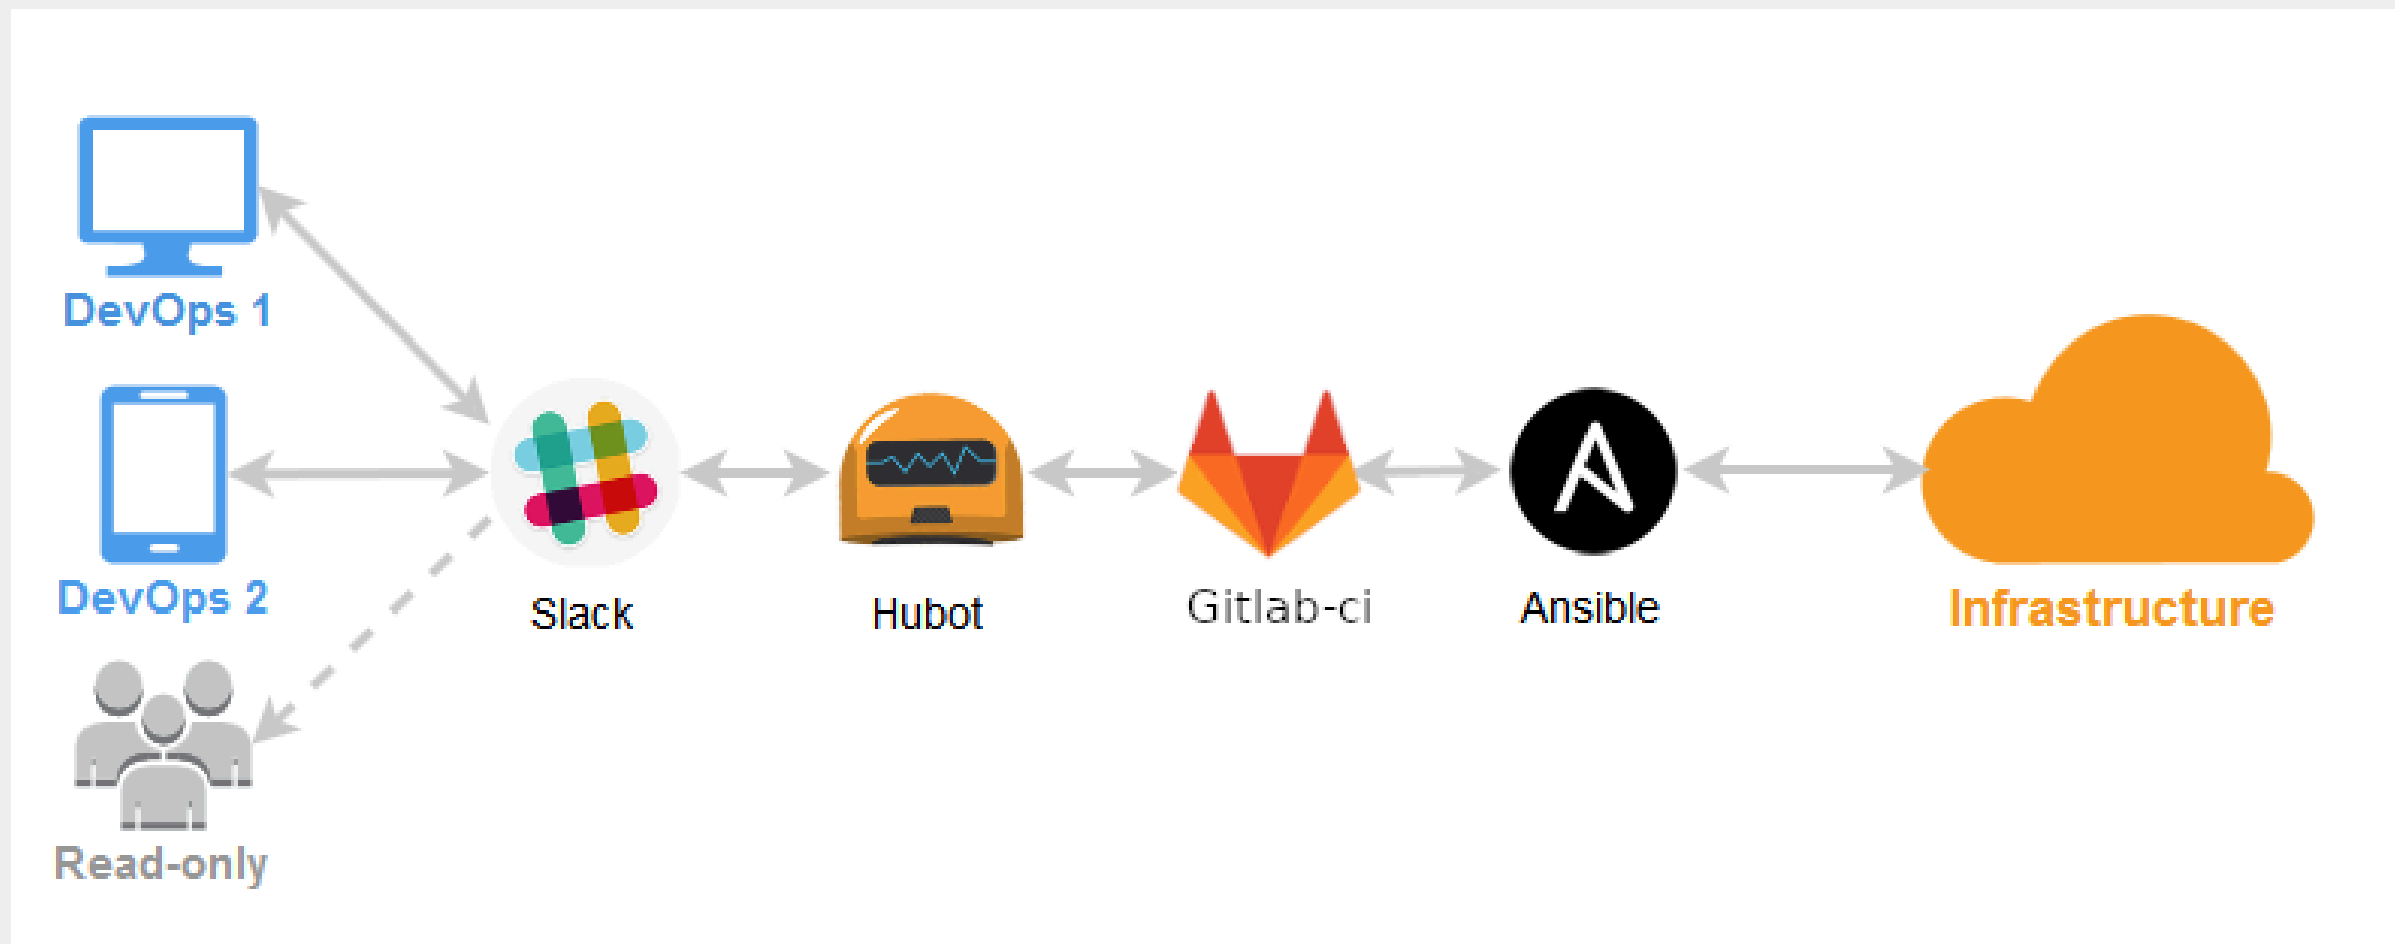 DevOps 1
DevOps 2
Read-only
Slack
Hubot
Gitlab-ci
Ansible
Infrastructure